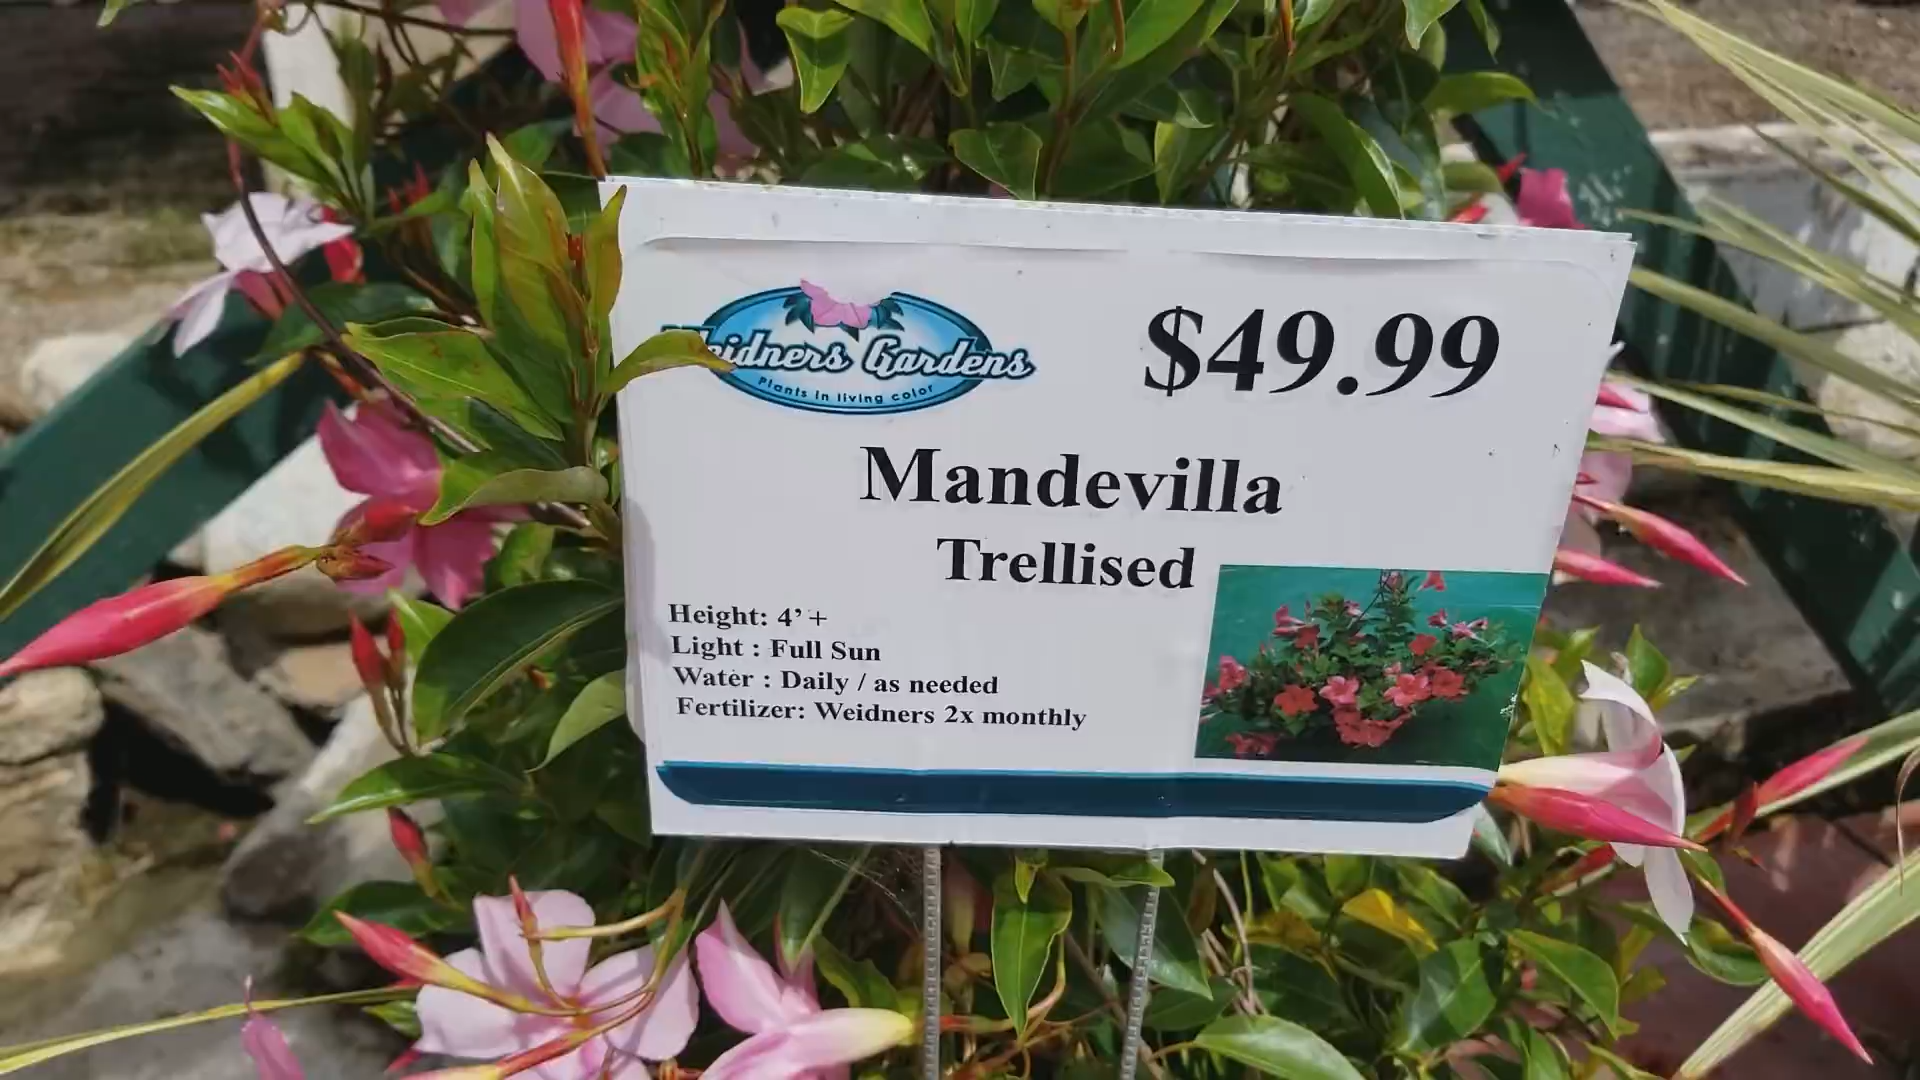 Weidners Gardens
Plants in living color
$49.99
Mandevilla
Trellised
Height: 4’ +
Light : Full Sun
Water : Daily / as needed
Fertilizer: Weidners 2x monthly